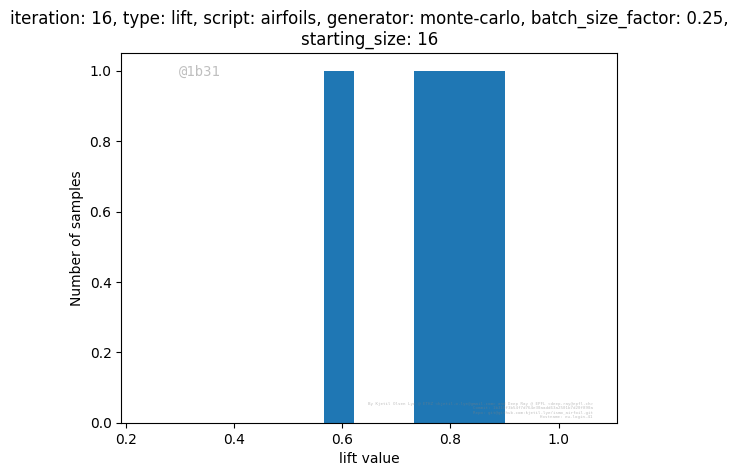 iteration: 16, type: lift, script: airfoils, generator: monte-carlo, batch_size_factor: 0.25,
starting_size: 16
@1b31
1.0
0.8
0.6
0.4
0.2
0.0
Number of samples
0.2
0.4
0.6
0.8
1.0
lift value